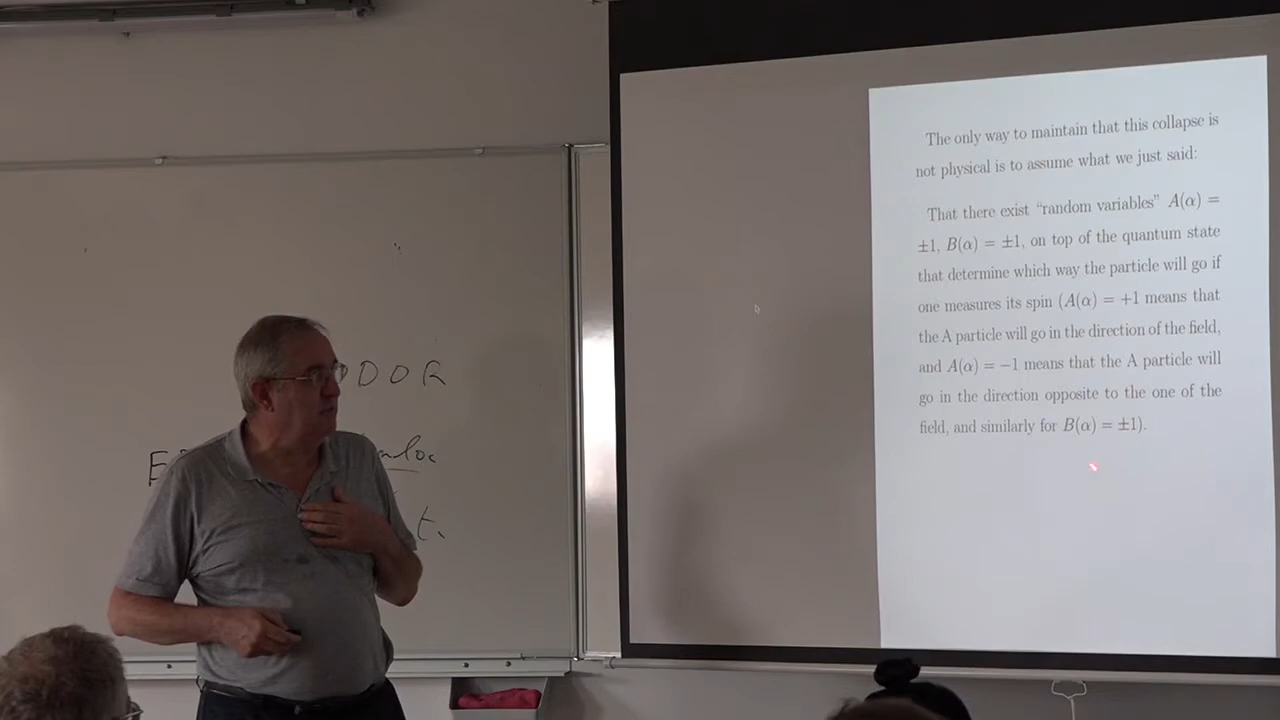 DOR
t.
The only way to maintain that this collapse is
not physical is to assume what we just said:
That there exist “random variables” A(α) =
±1, B(α) = ±1, on top of the quantum state
that determine which way the particle will go if
one measures its spin (A(α) = +1 means that
the A particle will go in the direction of the field,
and A(α) = −1 means that the A particle will
go in the direction opposite to the one of the
field, and similarly for B(α) = ±1).